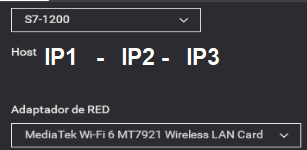 S7-1200
Host IP1 - IP2 - IP3
Adaptador de RED
MediaTek Wi-Fi 6 MT7921 Wireless LAN Card